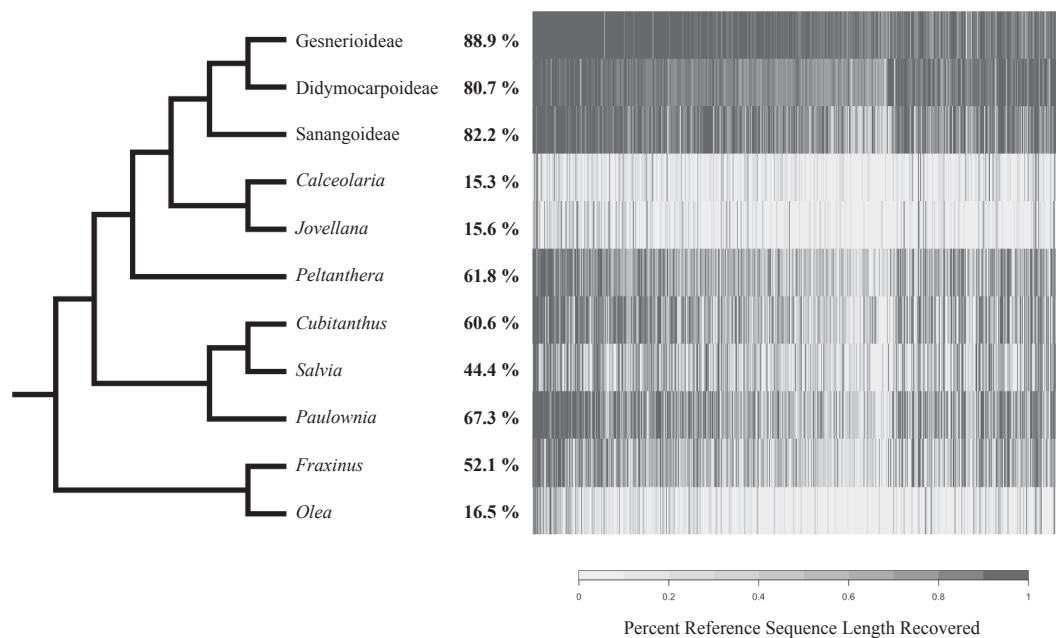 Gesnerioideae 88.9 %
Didymocarpoideae 80.7 %
Sanangoideae 82.2 %
Calceolaria 15.3 %
Jovellana 15.6 %
Peltanthera 61.8 %
Cubitanthus 60.6 %
Salvia 44.4 %
Paulownia 67.3 %
Fraxinus 52.1 %
Olea 16.5 %
0 0.2 0.4 0.6 0.8 1
Percent Reference Sequence Length Recovered